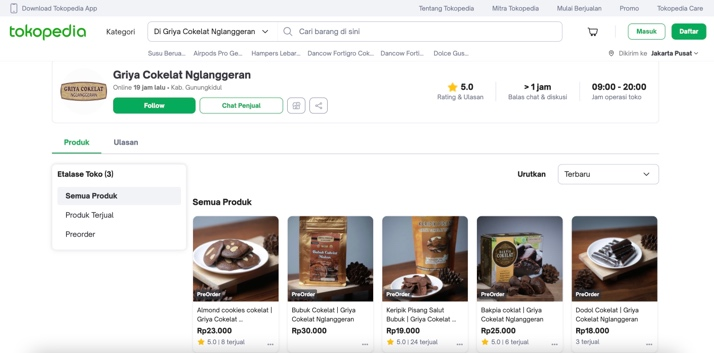 Download Tokopedia App
Tentang Tokopedia Mitra Tokopedia Mulai Berjualan Promo Tokopedia Care
tokopedia Kategori Di Griya Cokelat Nglanggeran Cari barang di sini Masuk Daftar
Susu Berua... Airpods Pro Ge... Hampers Lebar... Dancow Fortigro Cok... Dancow Forti... Dolce Gus... Dikirim ke Jakarta Pusat
GRIYA COKELAT
NGLANGGERAN
Griya Cokelat Nglanggeran
Online 19 jam lalu • Kab. Gunungkidul
Follow Chat Penjual
5.0 > 1 jam 09:00 - 20:00
Rating & Ulasan Balas chat & diskusi Jam operasi toko
Produk Ulasan
Etalase Toko (3)
Semua Produk
Produk Terjual
Preorder
Urutkan Terbaru
Semua Produk
PreOrder PreOrder PreOrder PreOrder PreOrder
Almond cookies cokelat | Griya Cokelat ...
Rp23.000
5.0 | 8 terjual
Bubuk Cokelat | Griya Cokelat Nglanggeran
Rp30.000
Keripik Pisang Salut Bubuk | Griya Cokelat ...
Rp19.000
5.0 | 24 terjual
Bakpia coklat | Griya Cokelat Nglanggeran
Rp25.000
5.0 | 6 terjual
Dodol Cokelat | Griya Cokelat Nglanggeran
Rp18.000
3 terjual